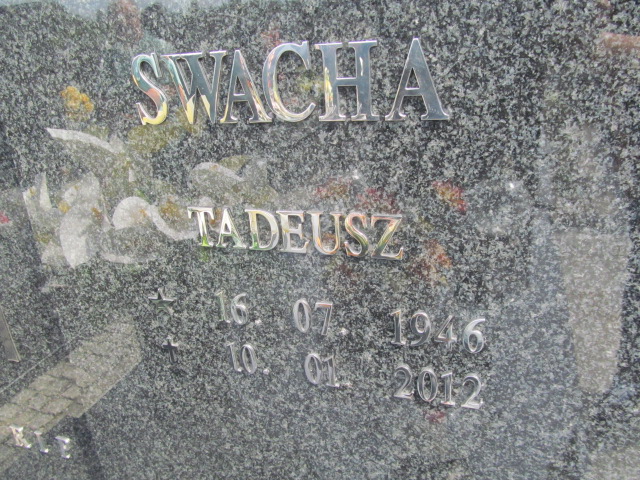 SWACHA
TADEUSZ
★ 16. 07. 1946
✝ 10. 01. 2012